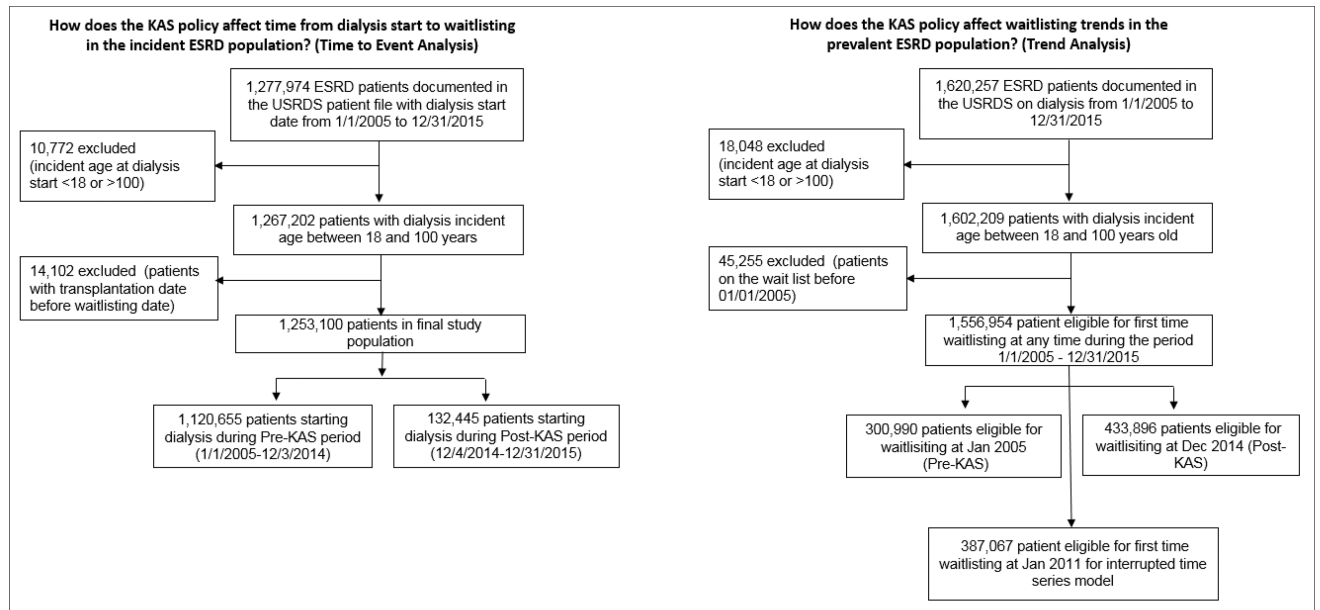 How does the KAS policy affect time from dialysis start to waitlisting
in the incident ESRD population? (Time to Event Analysis)
1,277,974 ESRD patients documented in
the USRDS patient file with dialysis start
date from 1/1/2005 to 12/31/2015
10,772 excluded
(incident age at dialysis
start <18 or >100)
1,267,202 patients with dialysis incident
age between 18 and 100 years
14,102 excluded (patients
with transplantation date
before waitlisting date)
1,253,100 patients in final study
population
1,120,655 patients starting
dialysis during Pre-KAS period
(1/1/2005-12/3/2014)
132,445 patients starting
dialysis during Post-KAS period
(12/4/2014-12/31/2015)
How does the KAS policy affect waitlisting trends in the
prevalent ESRD population? (Trend Analysis)
1,620,257 ESRD patients documented
in the USRDS on dialysis from 1/1/2005 to
12/31/2015
18,048 excluded
(incident age at dialysis
start <18 or >100)
1,602,209 patients with dialysis incident
age between 18 and 100 years old
45,255 excluded (patients
on the wait list before
01/01/2005)
1,556,954 patient eligible for first time
waitlisting at any time during the period
1/1/2005 - 12/31/2015
300,990 patients eligible for
waitlisiting at Jan 2005
(Pre-KAS)
433,896 patients eligible for
waitlisiting at Dec 2014 (Post-
KAS)
387,067 patient eligible for first time
waitlisting at Jan 2011 for interrupted time
series model